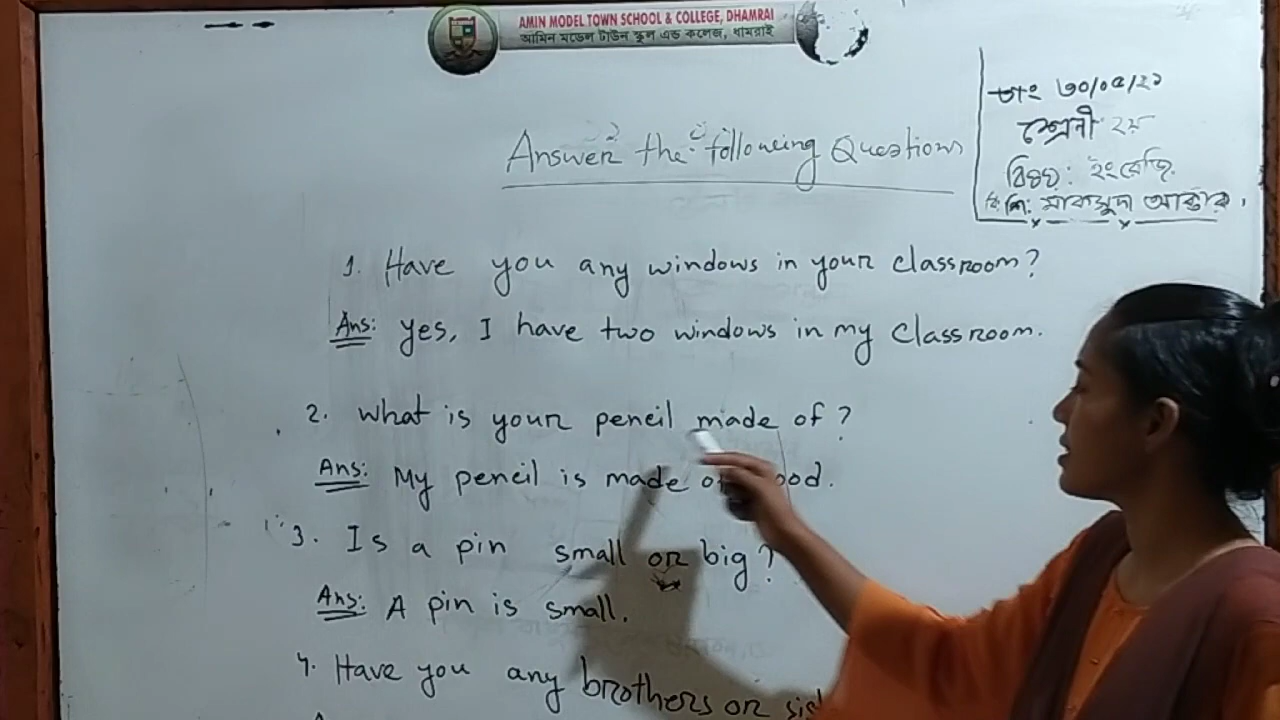 AMIN MODEL TOWN SCHOOL & COLLEGE, DHAMRAI
আমিন মডেল টাউন স্কুল এন্ড কলেজ, ধামরাই
তাং ৩০/০৫/২১
শ্রেনী ২য়
বিষয়: ইংরেজি
বি: শি: মাকসুদা আক্তার,
Answer the following Questions
1. Have you any windows in your classroom?
Ans: Yes, I have two windows in my classroom.
2. What is your pencil made of?
Ans: My pencil is made
3. Is a pin small or big?
Ans: A pin is small.
4. Have you any brothers or